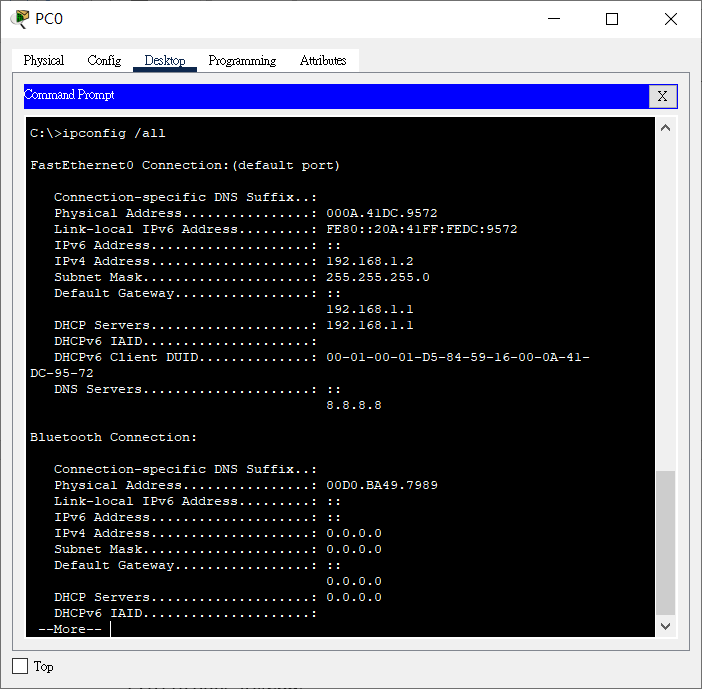 PC0
Physical Config Desktop Programming Attributes
Command Prompt X
C:\>ipconfig /all
FastEthernet0 Connection:(default port)
Connection-specific DNS Suffix..:
Physical Address................: 000A.41DC.9572
Link-local IPv6 Address.........: FE80::20A:41FF:FEDC:9572
IPv6 Address....................: ::
IPv4 Address....................: 192.168.1.2
Subnet Mask.....................: 255.255.255.0
Default Gateway.................: ::
192.168.1.1
DHCP Servers....................: 192.168.1.1
DHCPv6 IAID.....................:
DHCPv6 Client DUID..............: 00-01-00-01-D5-84-59-16-00-0A-41-
DC-95-72
DNS Servers.....................: ::
8.8.8.8
Bluetooth Connection:
Connection-specific DNS Suffix..:
Physical Address................: 00D0.BA49.7989
Link-local IPv6 Address.........: ::
IPv6 Address....................: ::
IPv4 Address....................: 0.0.0.0
Subnet Mask.....................: 0.0.0.0
Default Gateway.................: ::
0.0.0.0
DHCP Servers....................: 0.0.0.0
DHCPv6 IAID.....................:
--More--
Top